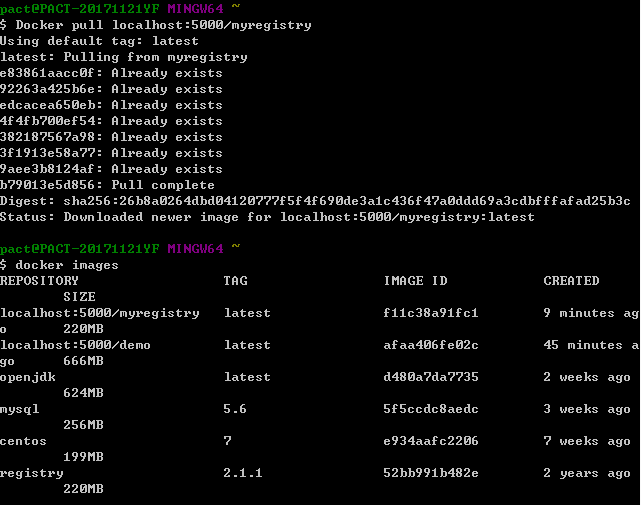 pact@PACT-20171121YF MINGW64 ~
$ Docker pull localhost:5000/myregistry
Using default tag: latest
latest: Pulling from myregistry
e83861aacc0f: Already exists
92263a425b6e: Already exists
edcacea650eb: Already exists
4f4fb700ef54: Already exists
382187567a98: Already exists
3f1913e58a77: Already exists
9aee3b8124af: Already exists
b79013e5d856: Pull complete
Digest: sha256:26b8a0264dbd04120777f5f4f690de3a1c436f47a0ddd69a3cdbfffafad25b3c
Status: Downloaded newer image for localhost:5000/myregistry:latest
pact@PACT-20171121YF MINGW64 ~
$ docker images
REPOSITORY TAG IMAGE ID CREATED
SIZE
localhost:5000/myregistry latest f11c38a91fc1 9 minutes ag
o 220MB
localhost:5000/demo latest afaa406fe02c 45 minutes a
go 666MB
openjdk latest d480a7da7735 2 weeks ago
624MB
mysql 5.6 5f5ccdc8aedc 3 weeks ago
256MB
centos 7 e934aafc2206 7 weeks ago
199MB
registry 2.1.1 52bb991b482e 2 years ago
220MB